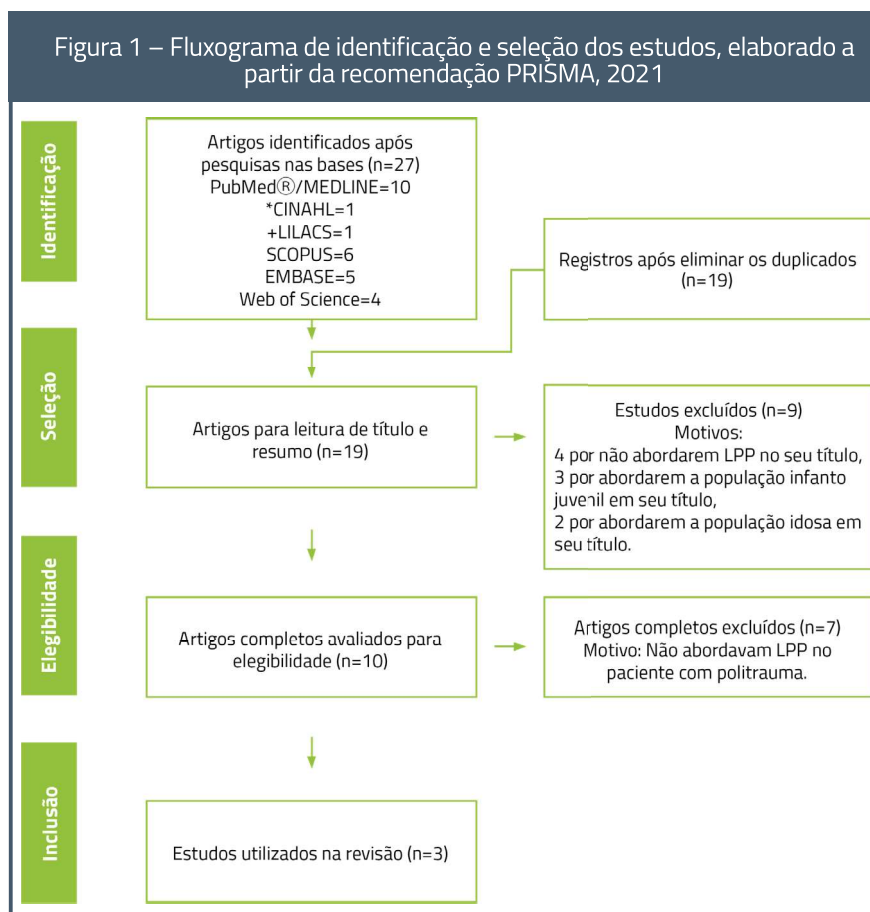 Figura 1 – Fluxograma de identificação e seleção dos estudos, elaborado a
partir da recomendação PRISMA, 2021
Identificação
Artigos identificados após
pesquisas nas bases (n=27)
PubMedⓇ/MEDLINE=10
*CINAHL=1
+LILACS=1
SCOPUS=6
EMBASE=5
Web of Science=4
Registros após eliminar os duplicados
(n=19)
Seleção
Artigos para leitura de título e
resumo (n=19)
Estudos excluídos (n=9)
Motivos:
4 por não abordarem LPP no seu título,
3 por abordarem a população infanto
juvenil em seu título,
2 por abordarem a população idosa em
seu título.
Elegibilidade
Artigos completos avaliados para
elegibilidade (n=10)
Artigos completos excluídos (n=7)
Motivo: Não abordavam LPP no
paciente com politrauma.
Inclusão
Estudos utilizados na revisão (n=3)